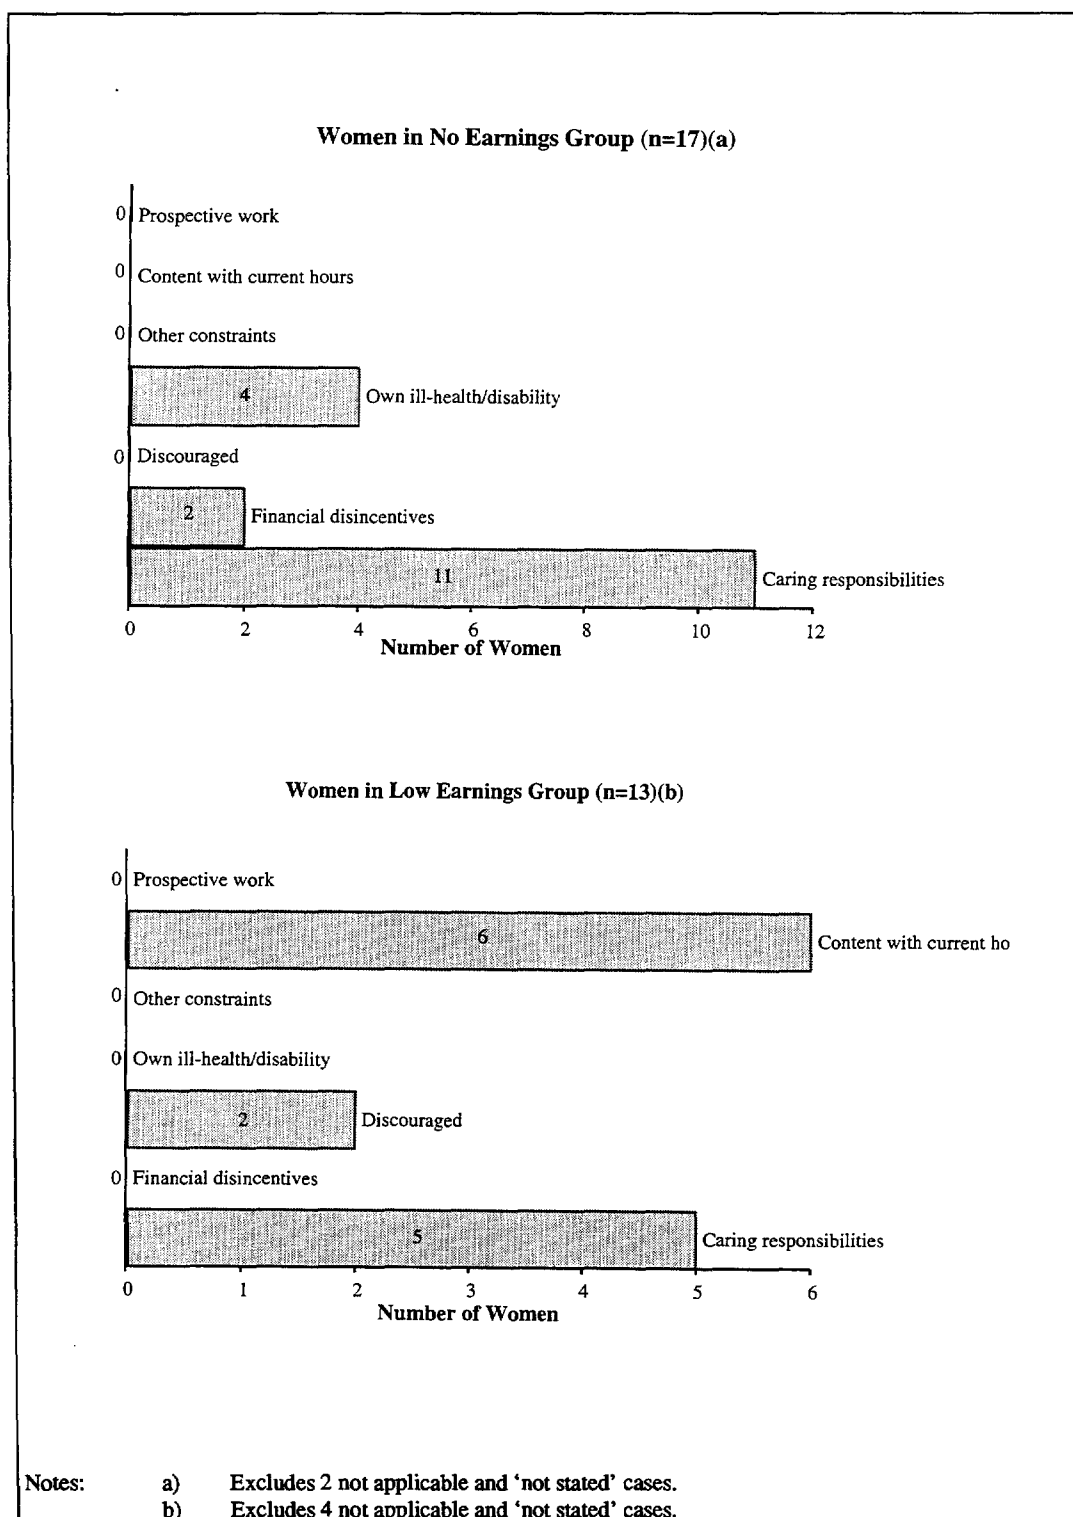 Women in No Earnings Group (n=17)(a)
0 Prospective work
0 Content with current hours
0 Other constraints
4 Own ill-health/disability
0 Discouraged
2 Financial disincentives
11 Caring responsibilities
0 2 4 6 8 10 12
Number of Women
Women in Low Earnings Group (n=13)(b)
0 Prospective work
6 Content with current ho
0 Other constraints
0 Own ill-health/disability
2 Discouraged
0 Financial disincentives
5 Caring responsibilities
0 1 2 3 4 5 6
Number of Women
Notes: a) Excludes 2 not applicable and ‘not stated’ cases.
b) Excludes 4 not applicable and ‘not stated’ cases.